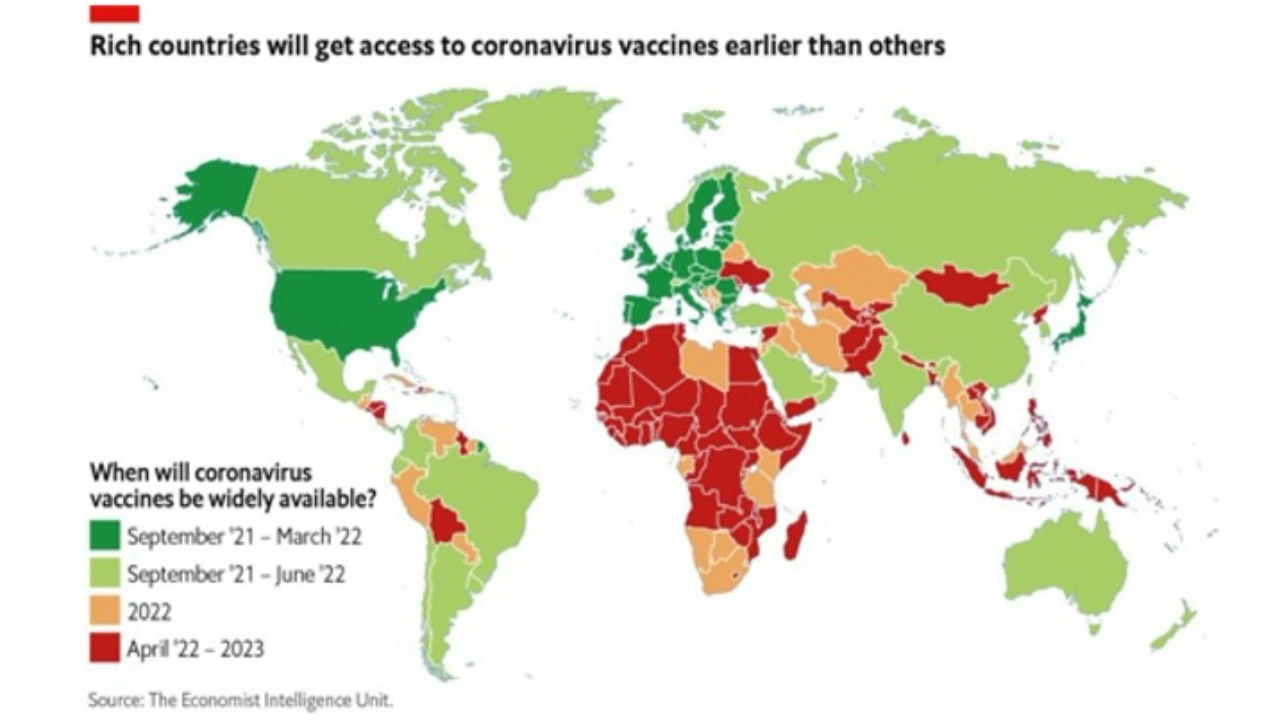 Rich countries will get access to coronavirus vaccines earlier than others
When will coronavirus
vaccines be widely available?
September '21 – March '22
September '21 – June '22
2022
April '22 – 2023
Source: The Economist Intelligence Unit.